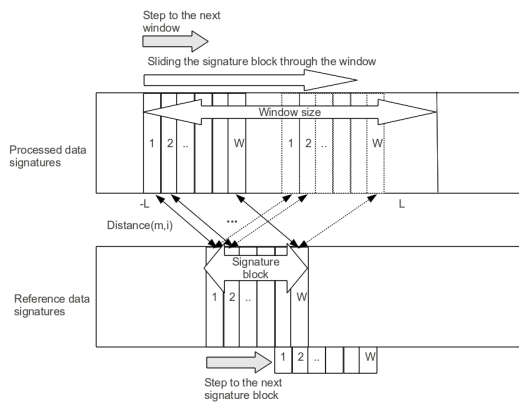 Step to the next
window
Sliding the signature block through the window
Window size
Processed data
signatures
1 2 .. W 1 2 .. W
-L L
Distance(m,i)
...
Signature
block
Reference data
signatures
1 2 .. W
1 2 .. W
Step to the next
signature block